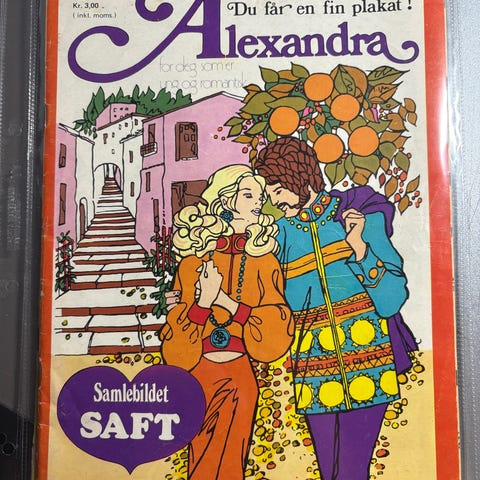 Kr. 3,00
(inkl. moms.)
Du får en fin plakat!
Alexandra
for deg som er
ung og romantisk
Samlebildet
SAFT